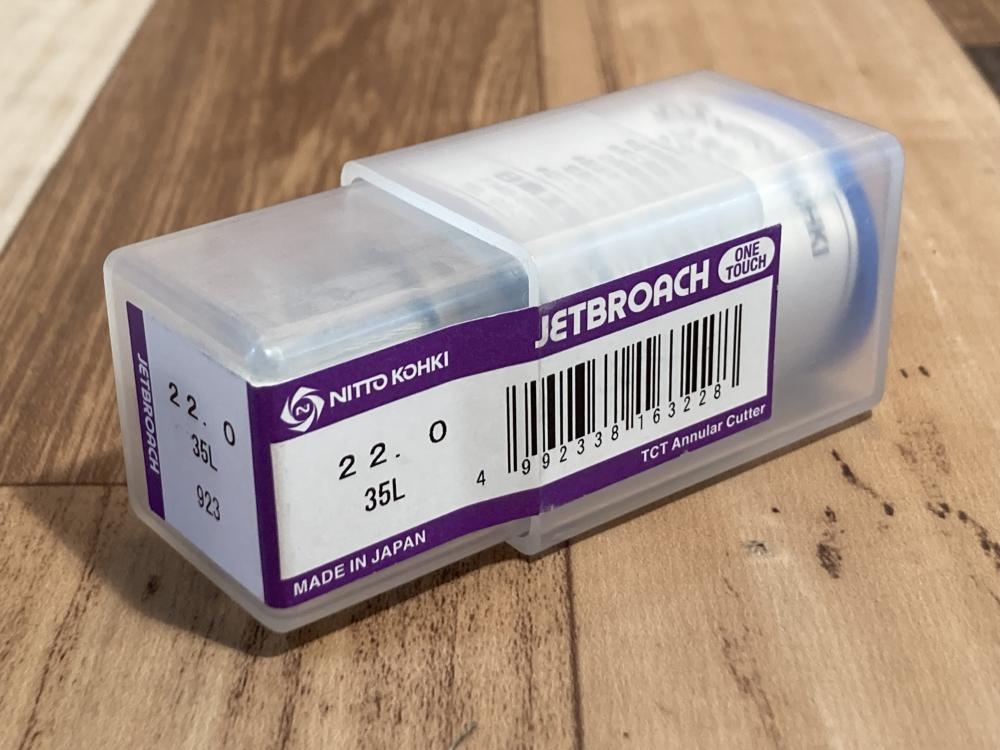 JETBROACH
22.0
35L
923
NITTO KOHKI
JETBROACH
ONE
TOUCH
22.0
35L
4 992338 163228
TCT Annular Cutter
MADE IN JAPAN